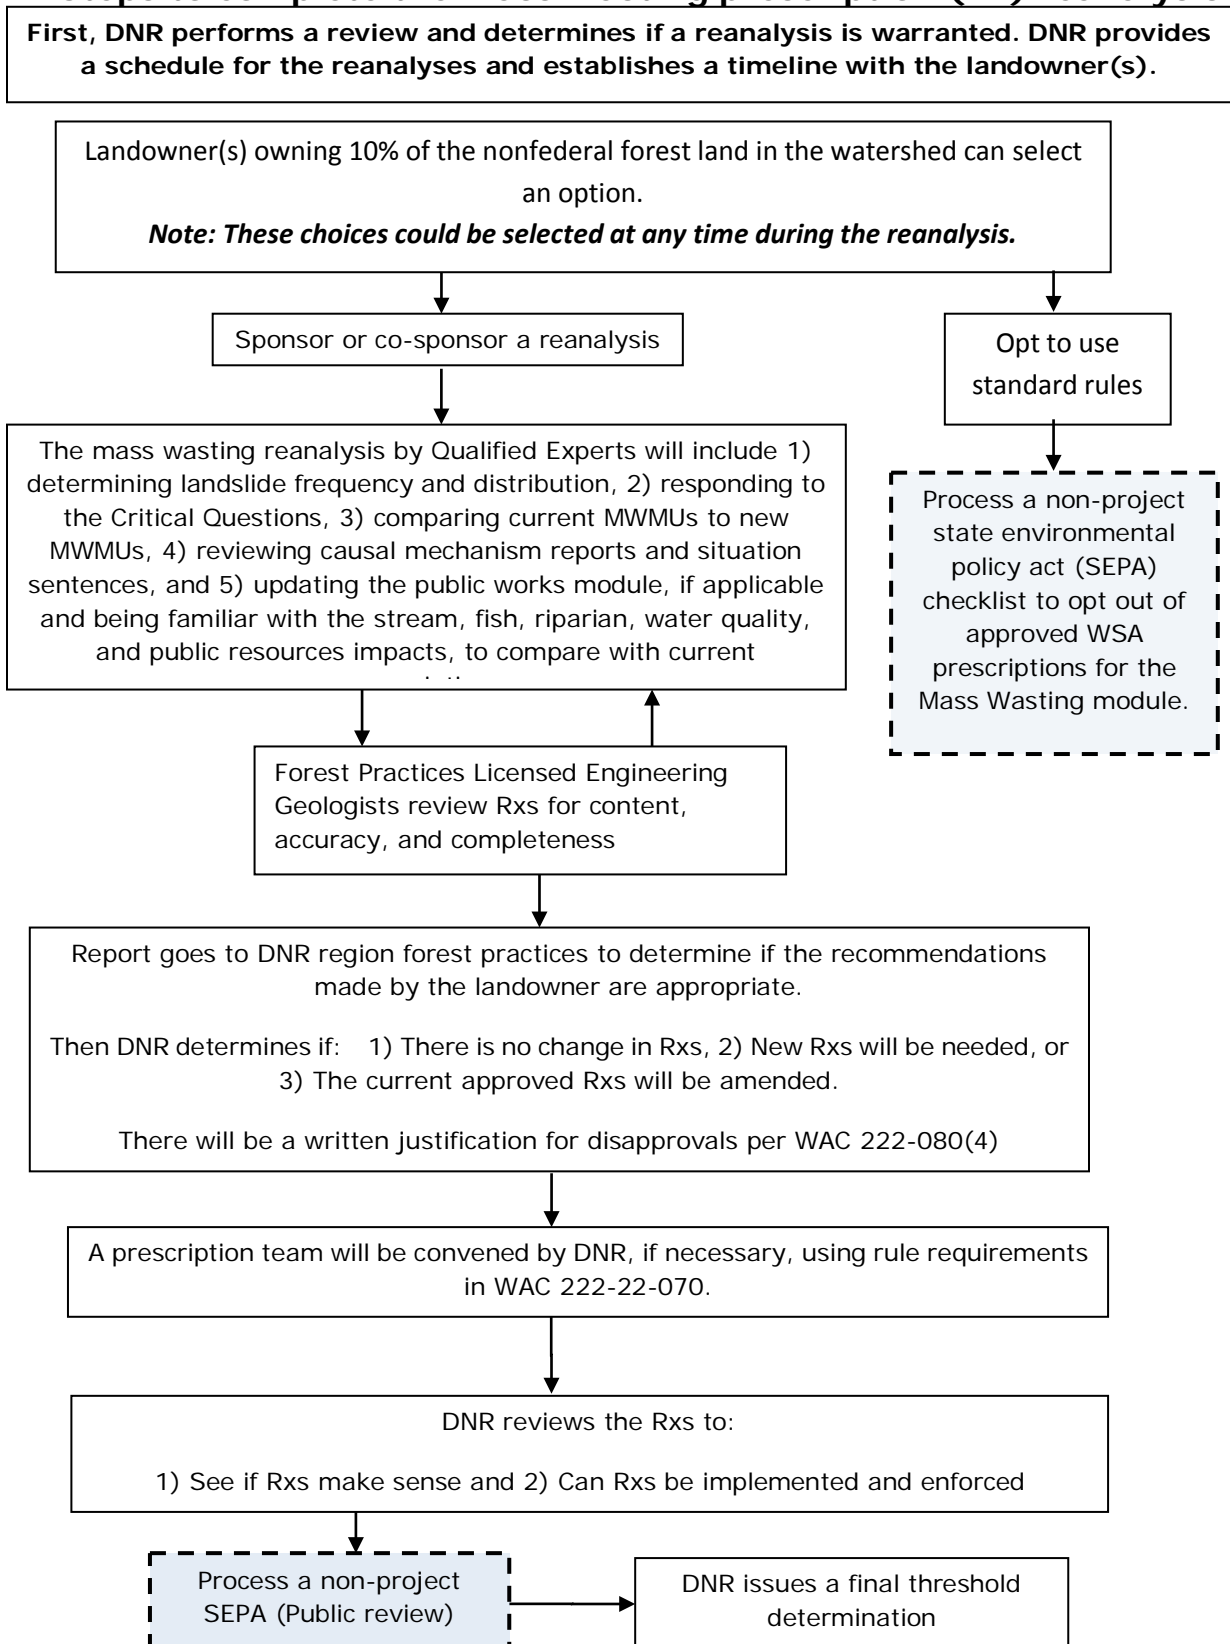 First, DNR performs a review and determines if a reanalysis is warranted. DNR provides
a schedule for the reanalyses and establishes a timeline with the landowner(s).
Landowner(s) owning 10% of the nonfederal forest land in the watershed can select
an option.
Note: These choices could be selected at any time during the reanalysis.
Sponsor or co-sponsor a reanalysis
Opt to use
standard rules
The mass wasting reanalysis by Qualified Experts will include 1)
determining landslide frequency and distribution, 2) responding to
the Critical Questions, 3) comparing current MWMUs to new
MWMUs, 4) reviewing causal mechanism reports and situation
sentences, and 5) updating the public works module, if applicable
and being familiar with the stream, fish, riparian, water quality,
and public resources impacts, to compare with current
Process a non-project
state environmental
policy act (SEPA)
checklist to opt out of
approved WSA
prescriptions for the
Mass Wasting module.
Forest Practices Licensed Engineering
Geologists review Rxs for content,
accuracy, and completeness
Report goes to DNR region forest practices to determine if the recommendations
made by the landowner are appropriate.
Then DNR determines if: 1) There is no change in Rxs, 2) New Rxs will be needed, or
3) The current approved Rxs will be amended.
There will be a written justification for disapprovals per WAC 222-080(4)
A prescription team will be convened by DNR, if necessary, using rule requirements
in WAC 222-22-070.
DNR reviews the Rxs to:
1) See if Rxs make sense and 2) Can Rxs be implemented and enforced
Process a non-project
SEPA (Public review)
DNR issues a final threshold
determination